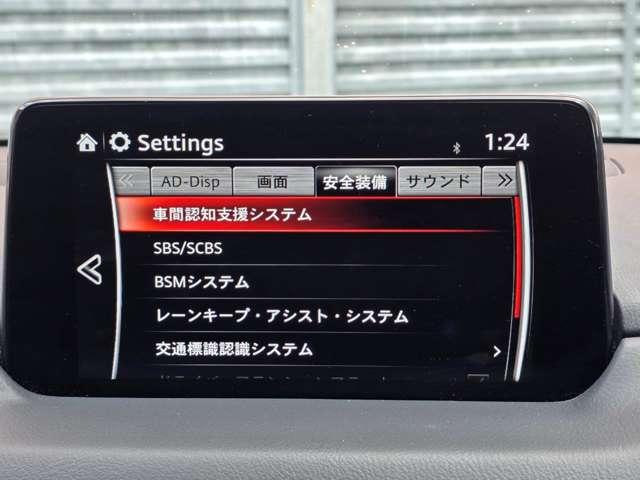 Settings
1:24
AD-Disp 画面 安全装備 サウンド
車間認知支援システム
SBS/SCBS
BSMシステム
レーンキープ・アシスト・システム
交通標識認識システム